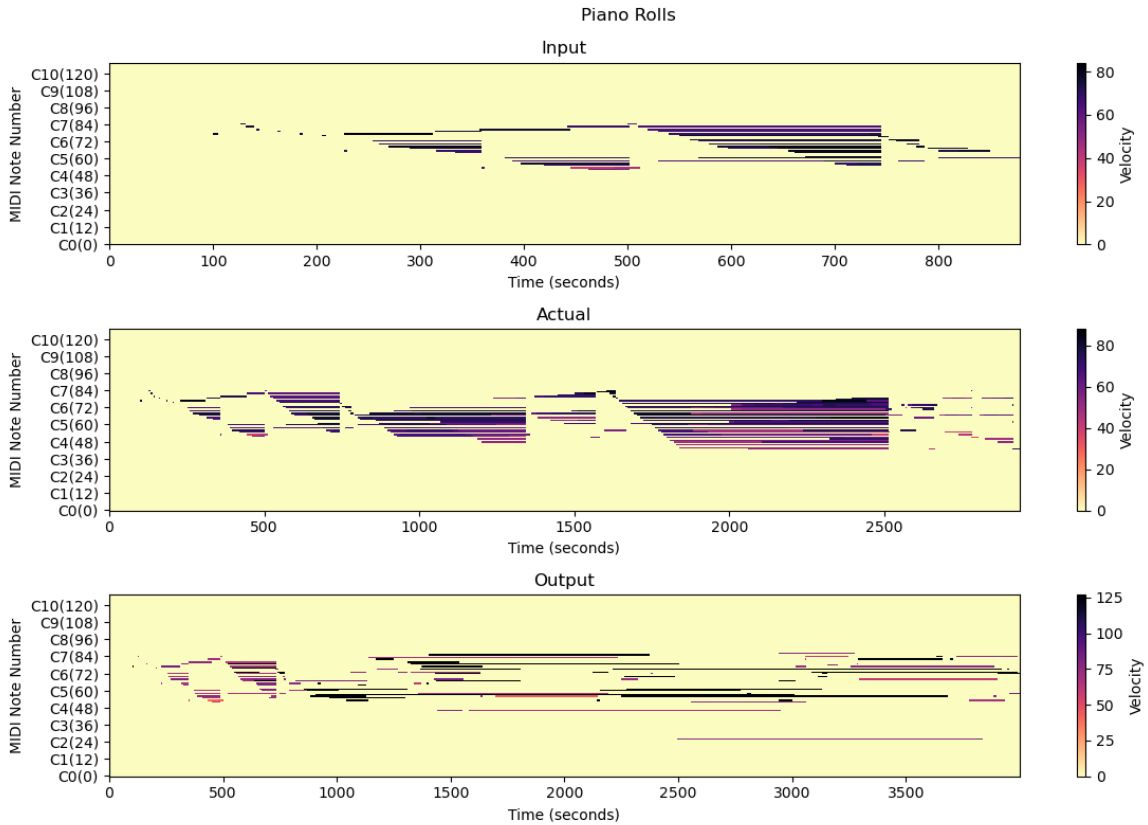 Piano Rolls
Input
C10(120)
C9(108)
C8(96)
C7(84)
C6(72)
C5(60)
C4(48)
C3(36)
C2(24)
C1(12)
C0(0)
MIDI Note Number
0 100 200 300 400 500 600 700 800
Time (seconds)
80
60
40
20
0
Velocity
Actual
C10(120)
C9(108)
C8(96)
C7(84)
C6(72)
C5(60)
C4(48)
C3(36)
C2(24)
C1(12)
C0(0)
MIDI Note Number
0 500 1000 1500 2000 2500
Time (seconds)
80
60
40
20
0
Velocity
Output
C10(120)
C9(108)
C8(96)
C7(84)
C6(72)
C5(60)
C4(48)
C3(36)
C2(24)
C1(12)
C0(0)
MIDI Note Number
0 500 1000 1500 2000 2500 3000 3500
Time (seconds)
125
100
75
50
25
0
Velocity